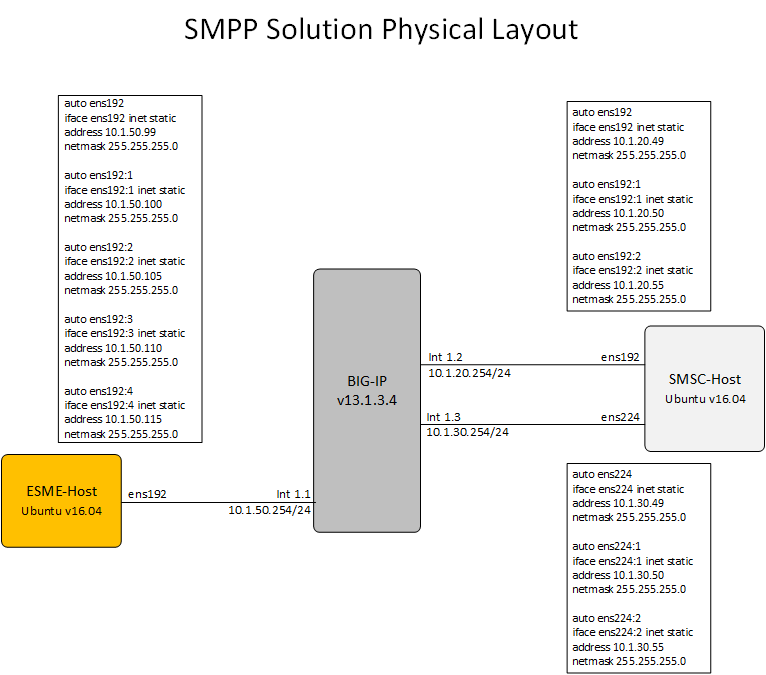 SMPP Solution Physical Layout
auto ens192
iface ens192 inet static
address 10.1.50.99
netmask 255.255.255.0
auto ens192:1
iface ens192:1 inet static
address 10.1.50.100
netmask 255.255.255.0
auto ens192:2
iface ens192:2 inet static
address 10.1.50.105
netmask 255.255.255.0
auto ens192:3
iface ens192:3 inet static
address 10.1.50.110
netmask 255.255.255.0
auto ens192:4
iface ens192:4 inet static
address 10.1.50.115
netmask 255.255.255.0
auto ens192
iface ens192 inet static
address 10.1.20.49
netmask 255.255.255.0
auto ens192:1
iface ens192:1 inet static
address 10.1.20.50
netmask 255.255.255.0
auto ens192:2
iface ens192:2 inet static
address 10.1.20.55
netmask 255.255.255.0
BIG-IP
v13.1.3.4
Int 1.2
10.1.20.254/24
ens192
Int 1.3
10.1.30.254/24
ens224
SMSC-Host
Ubuntu v16.04
ESME-Host
Ubuntu v16.04
ens192
Int 1.1
10.1.50.254/24
auto ens224
iface ens224 inet static
address 10.1.30.49
netmask 255.255.255.0
auto ens224:1
iface ens224:1 inet static
address 10.1.30.50
netmask 255.255.255.0
auto ens224:2
iface ens224:2 inet static
address 10.1.30.55
netmask 255.255.255.0